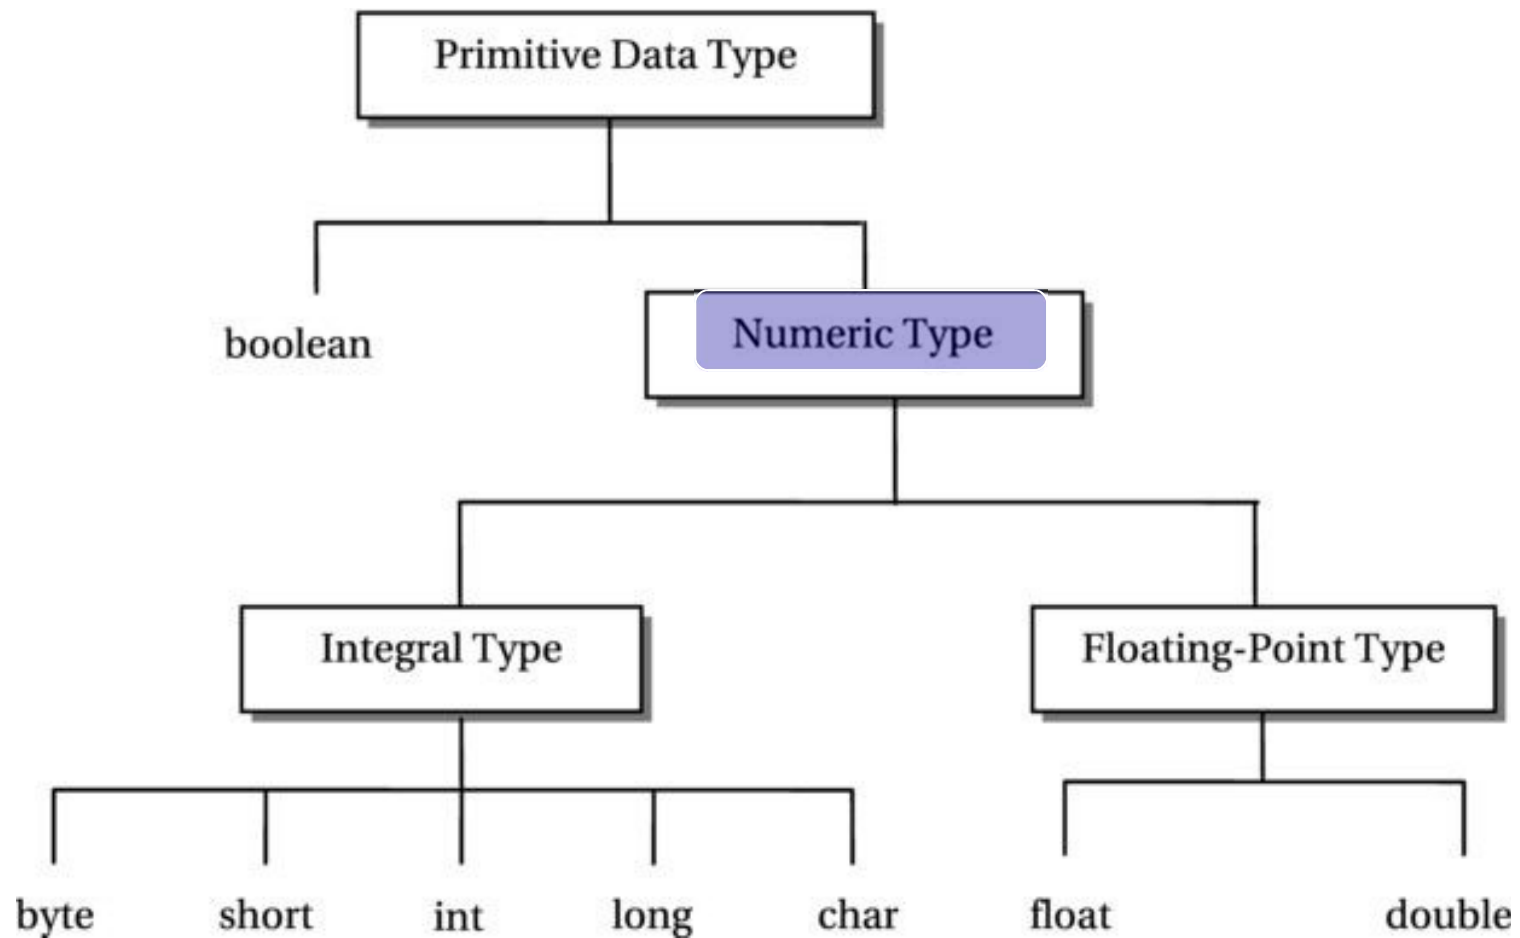 Primitive Data Type
boolean
Numeric Type
Integral Type
Floating-Point Type
byte
short
int
long
char
float
double